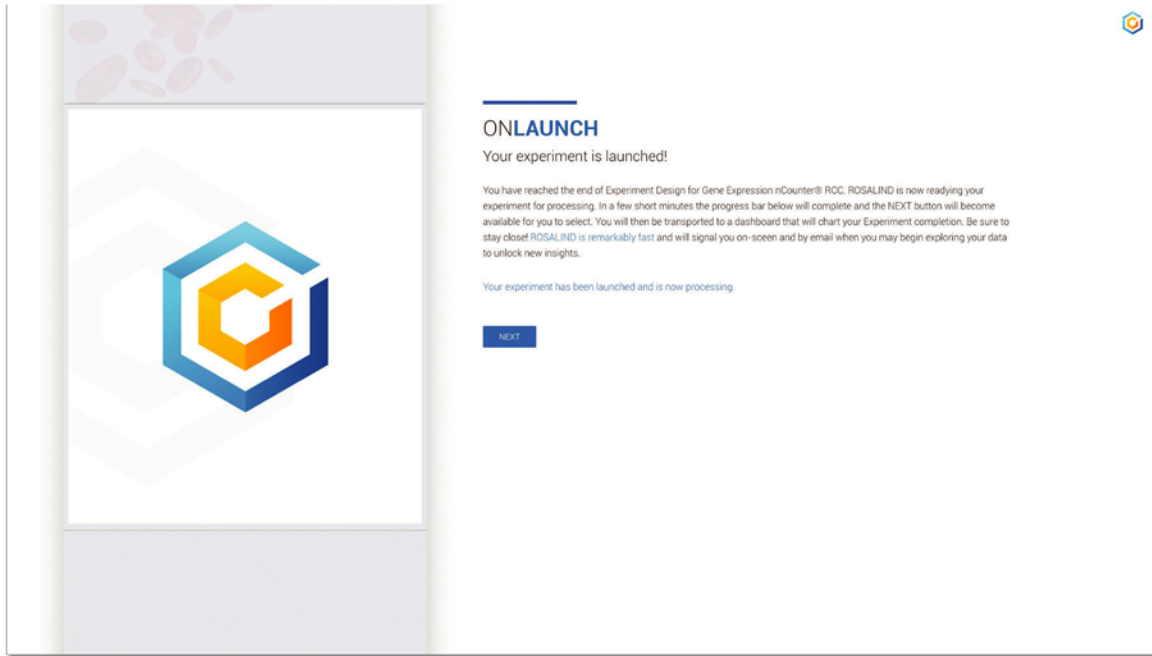 ONLAUNCH
Your experiment is launched!
You have reached the end of Experiment Design for Gene Expression nCounter® RCC. ROSALIND is now readying your
experiment for processing. In a few short minutes the progress bar below will complete and the NEXT button will become
available for you to select. You will then be transported to a dashboard that will chart your Experiment completion. Be sure to
stay close! ROSALIND is remarkably fast and will signal you on-sceen and by email when you may begin exploring your data
to unlock new insights.
Your experiment has been launched and is now processing.
NEXT